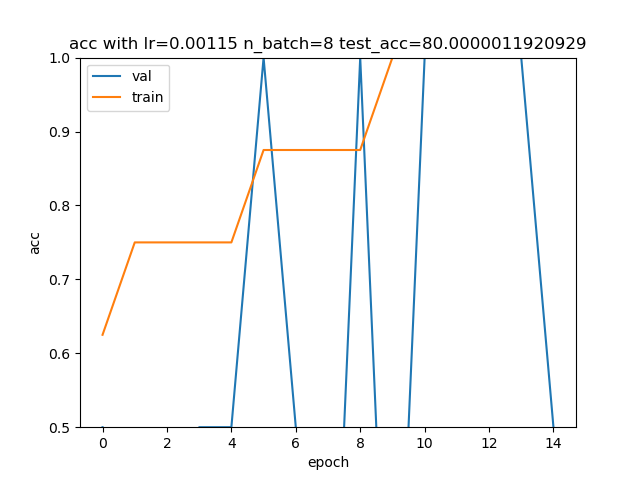 acc with lr=0.00115 n_batch=8 test_acc=80.0000011920929
val
train
1.0
0.9
0.8
0.7
0.6
0.5
acc
0 2 4 6 8 10 12 14
epoch